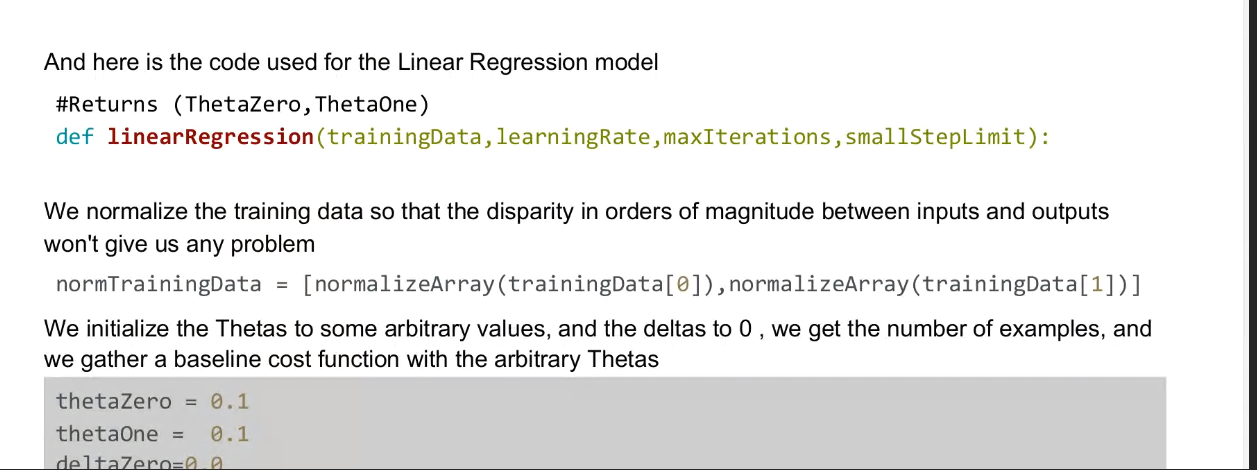 And here is the code used for the Linear Regression model
#Returns (ThetaZero,ThetaOne)
def linearRegression(trainingData,learningRate,maxIterations,smallStepLimit):
We normalize the training data so that the disparity in orders of magnitude between inputs and outputs
won't give us any problem
normTrainingData = [normalizeArray(trainingData[0]),normalizeArray(trainingData[1])]
We initialize the Thetas to some arbitrary values, and the deltas to 0 , we get the number of examples, and
we gather a baseline cost function with the arbitrary Thetas
thetaZero = 0.1
thetaOne =  0.1
deltaZero=0.0